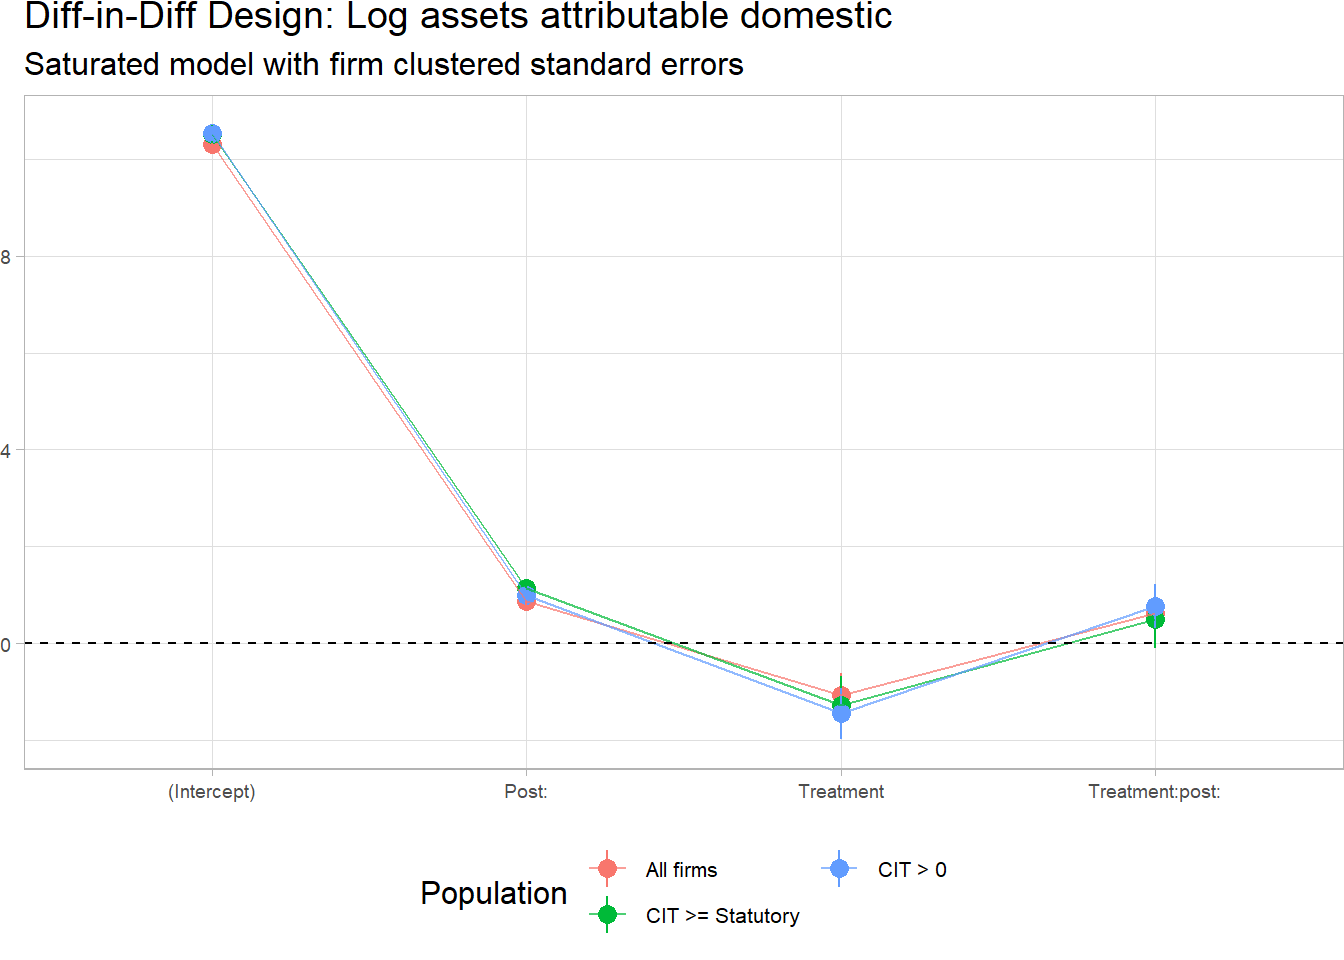 Diff-in-Diff Design: Log assets attributable domestic
Saturated model with firm clustered standard errors
8
4
0
(Intercept) Post: Treatment Treatment:post:
Population
All firms CIT > 0
CIT >= Statutory